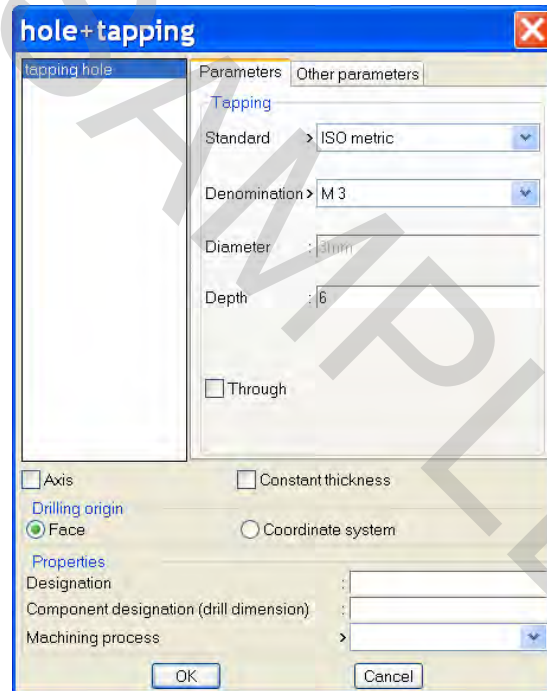 hole+tapping
tapping hole
Parameters Other parameters
Tapping
Standard > ISO metric
Denomination > M 3
Diameter : 3mm
Depth : 6
Through
Axis Constant thickness
Drilling origin
Face Coordinate system
Properties
Designation :
Component designation (drill dimension) :
Machining process >
OK Cancel
SAMPLE